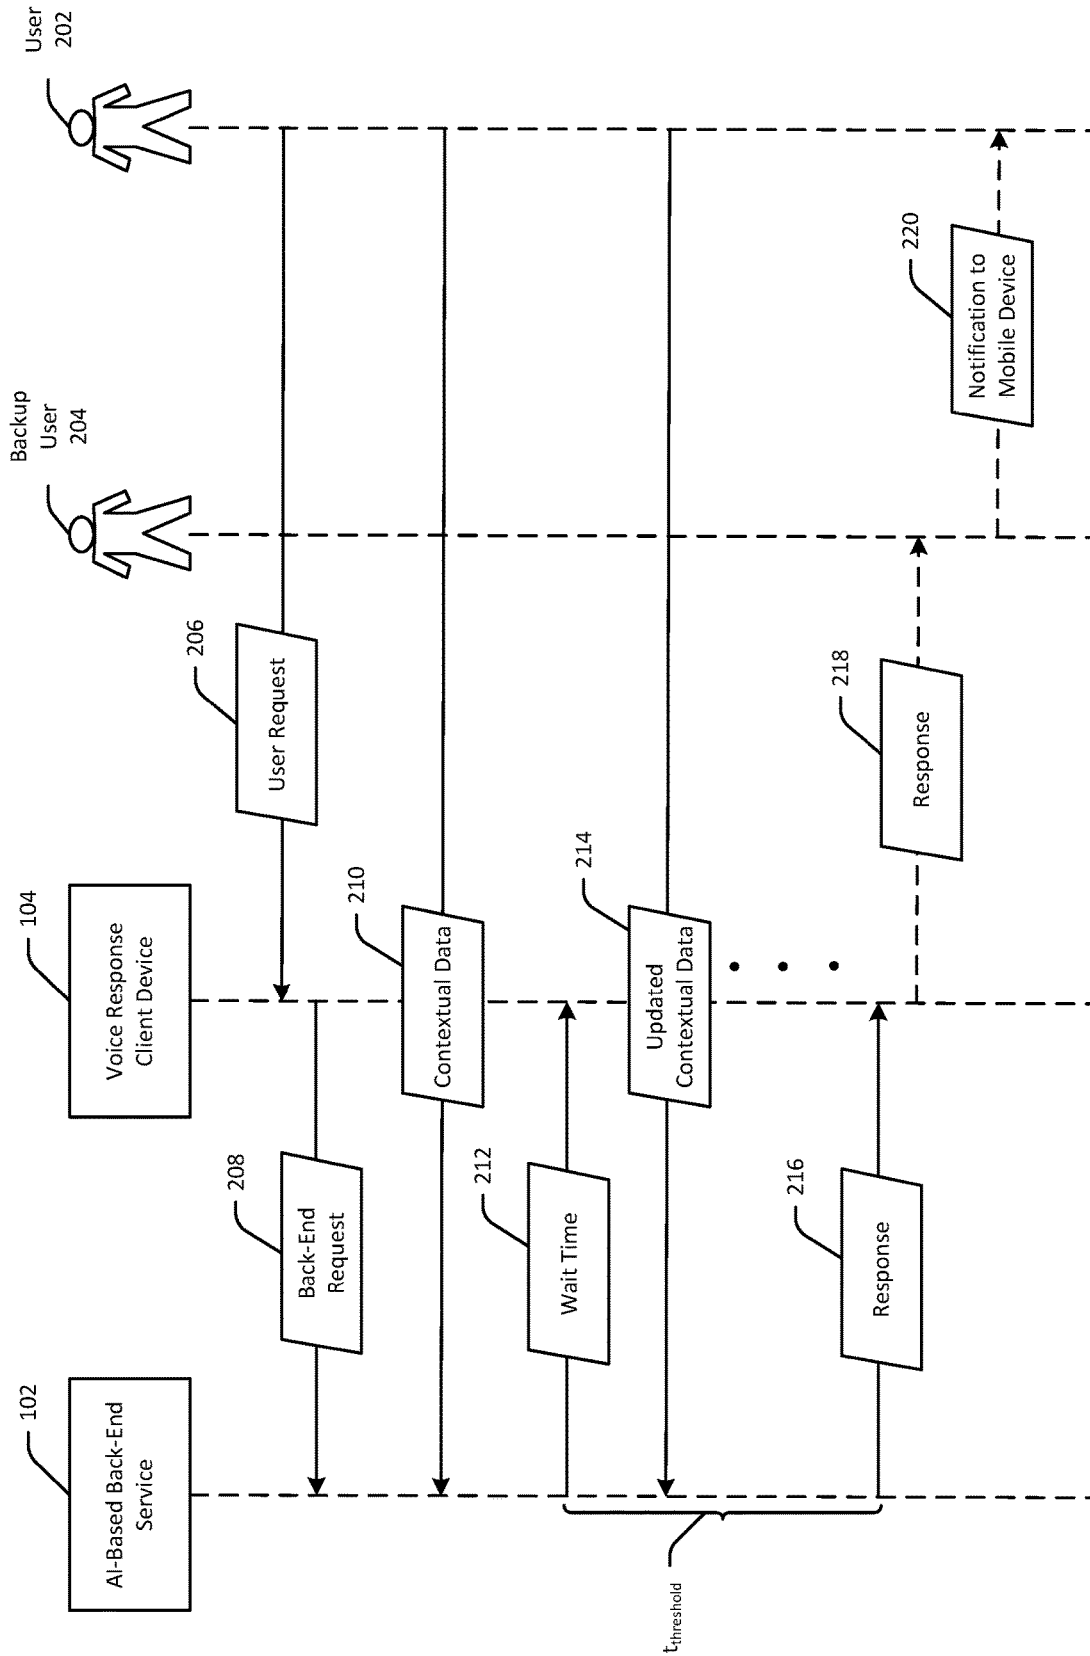 AI-Based Back-End
Service
102
Voice Response
Client Device
104
Backup
User
204
User
202
User Request
206
Back-End
Request
208
Contextual Data
210
Wait Time
212
Updated
Contextual Data
214
t_threshold
Response
216
Response
218
Notification to
Mobile Device
220